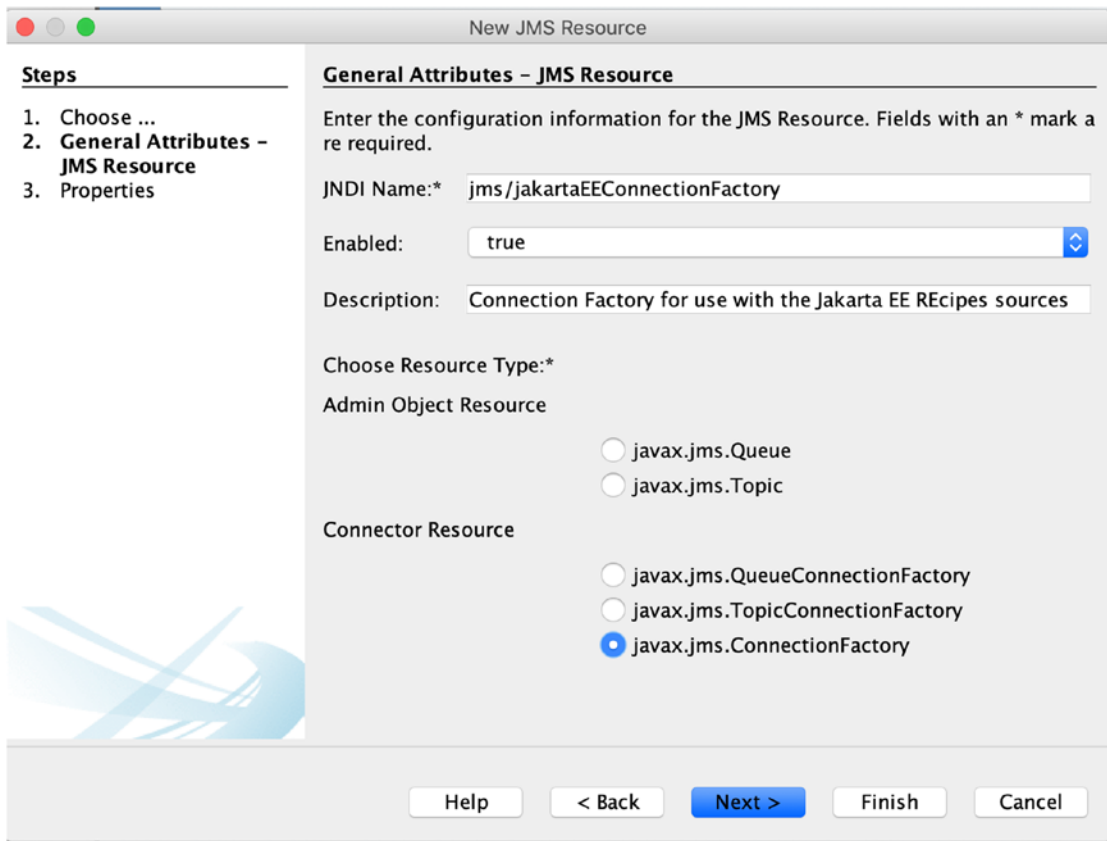 New JMS Resource
Steps
1. Choose ...
2. General Attributes –
JMS Resource
3. Properties
General Attributes – JMS Resource
Enter the configuration information for the JMS Resource. Fields with an * mark a
re required.
JNDI Name:* jms/jakartaEEConnectionFactory
Enabled: true
Description: Connection Factory for use with the Jakarta EE REcipes sources
Choose Resource Type:*
Admin Object Resource
javax.jms.Queue
javax.jms.Topic
Connector Resource
javax.jms.QueueConnectionFactory
javax.jms.TopicConnectionFactory
javax.jms.ConnectionFactory
Help < Back Next > Finish Cancel